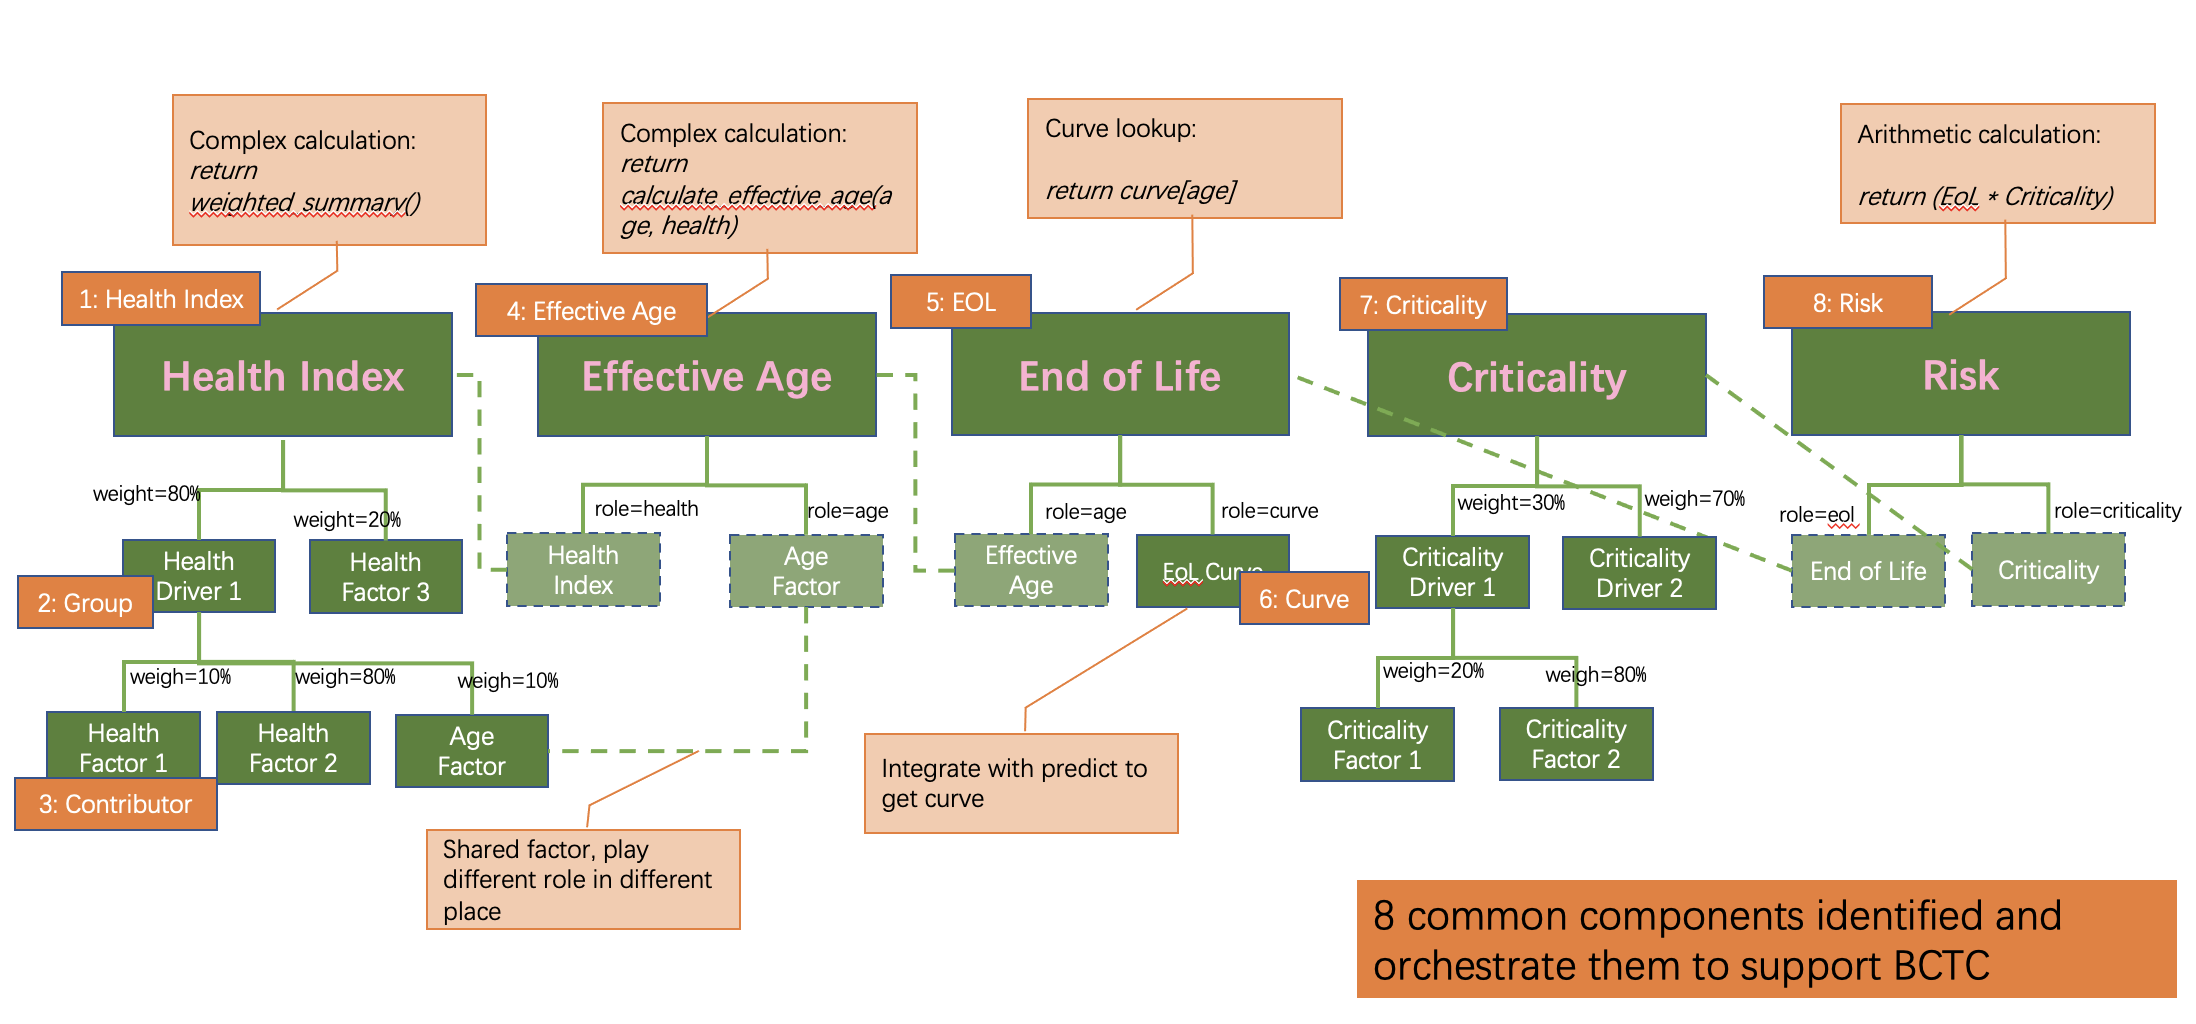 Complex calculation:
return
weighted_summary()
Complex calculation:
return
calculate_effective_age(a
ge, health)
Curve lookup:
return curve[age]
Arithmetic calculation:
return (EoL * Criticality)
1: Health Index
4: Effective Age
5: EOL
7: Criticality
8: Risk
Health Index
Effective Age
End of Life
Criticality
Risk
weight=80%
weight=20%
role=health
role=age
role=age
role=curve
weight=30%
weigh=70%
role=eol
role=criticality
Health
Driver 1
Health
Factor 3
Health
Index
Age
Factor
Effective
Age
EoL Curve
Criticality
Driver 1
Criticality
Driver 2
End of Life
Criticality
2: Group
6: Curve
weigh=10%
weigh=80%
weigh=10%
weigh=20%
weigh=80%
Health
Factor 1
Health
Factor 2
Age
Factor
Criticality
Factor 1
Criticality
Factor 2
3: Contributor
Integrate with predict to
get curve
Shared factor, play
different role in different
place
8 common components identified and
orchestrate them to support BCTC